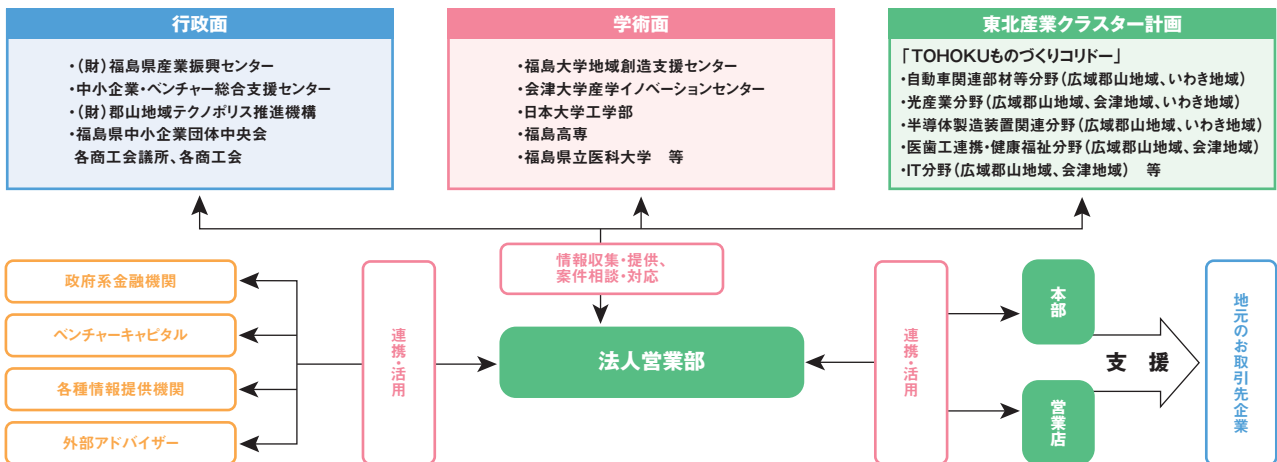 行政面
・(財)福島県産業振興センター
・中小企業・ベンチャー総合支援センター
・(財)郡山地域テクノポリス推進機構
・福島県中小企業団体中央会
各商工会議所、各商工会
学術面
・福島大学地域創造支援センター
・会津大学産学イノベーションセンター
・日本大学工学部
・福島高専
・福島県立医科大学　等
東北産業クラスター計画
「TOHOKUものづくりコリドー」
・自動車関連部材等分野(広域郡山地域、いわき地域)
・光産業分野(広域郡山地域、会津地域、いわき地域)
・半導体製造装置関連分野(広域郡山地域、いわき地域)
・医歯工連携・健康福祉分野(広域郡山地域、会津地域)
・IT分野(広域郡山地域、会津地域)　等
情報収集・提供、
案件相談・対応
政府系金融機関
ベンチャーキャピタル
各種情報提供機関
外部アドバイザー
連携・活用
法人営業部
連携・活用
本部
営業店
支　援
地元のお取引先企業